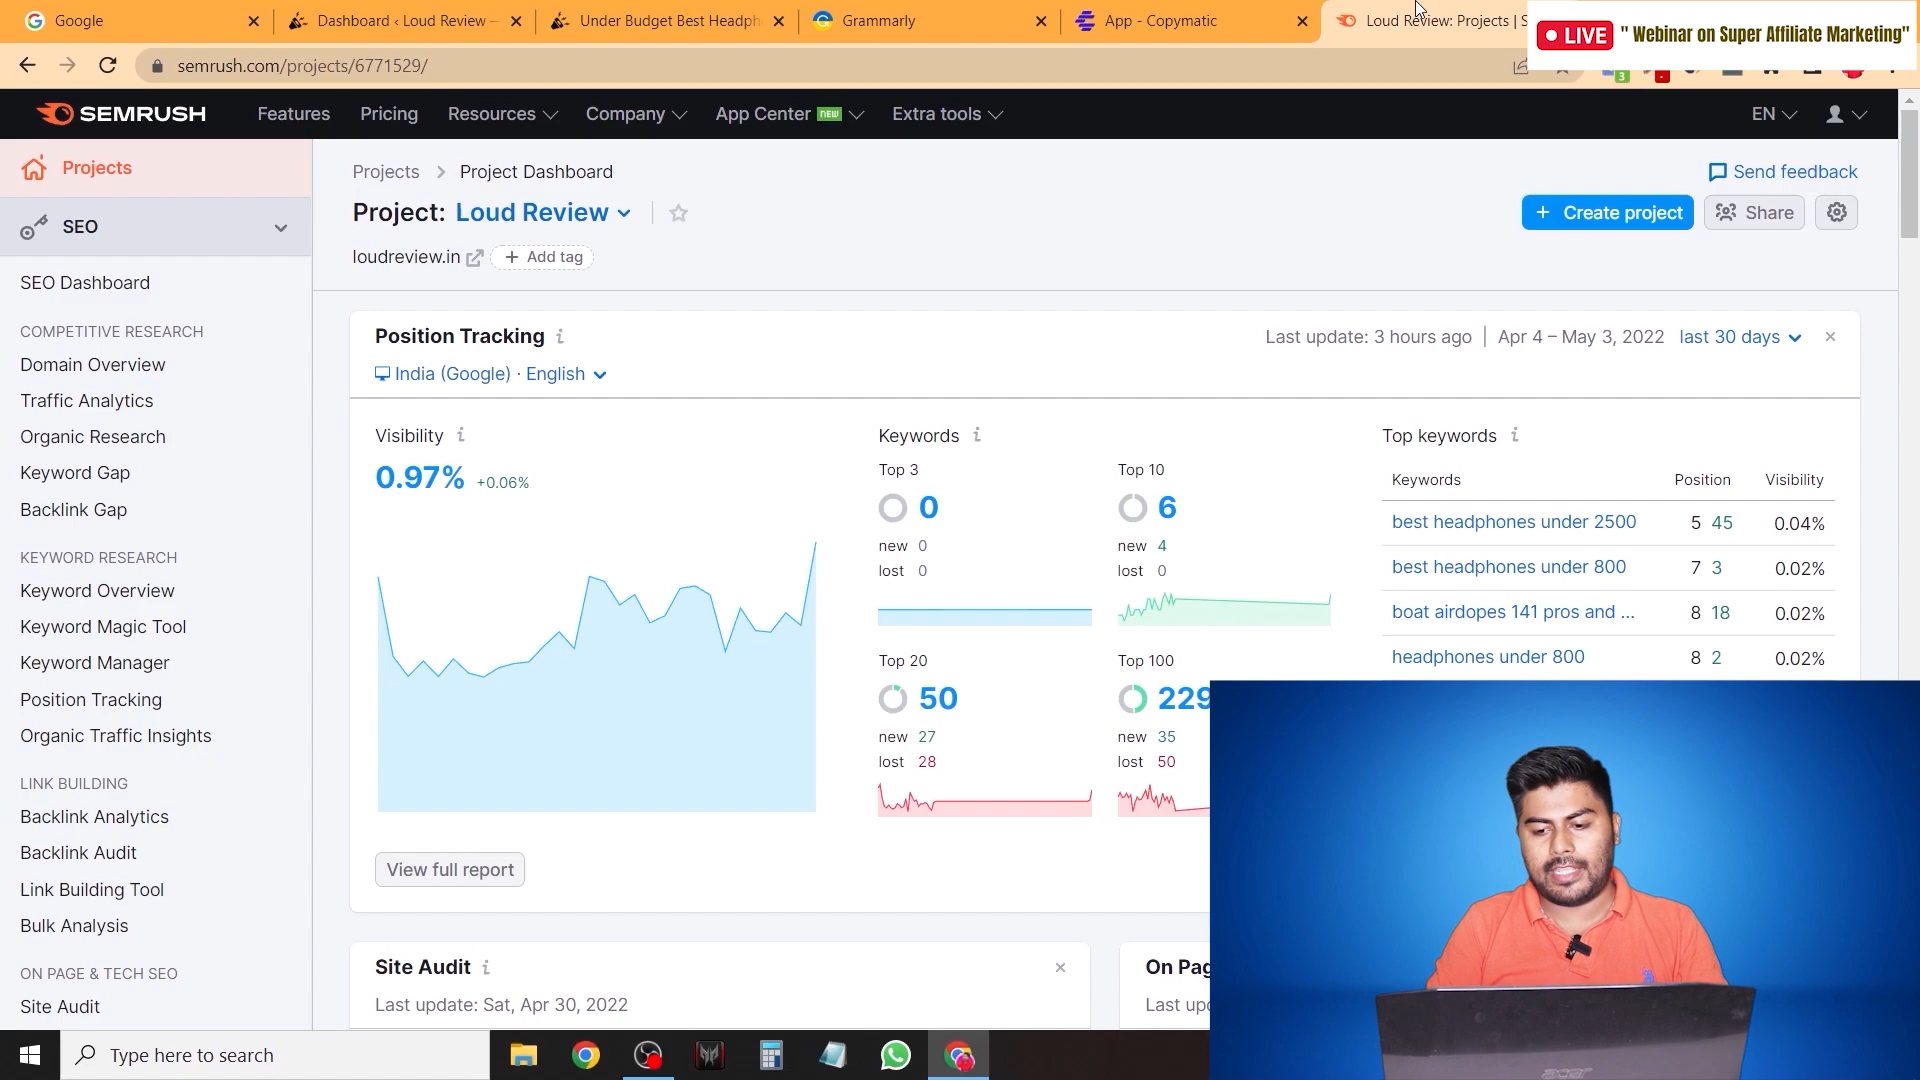 Google
Dashboard ‹ Loud Review —
Under Budget Best Headph
Grammarly
App - Copymatic
Loud Review: Projects | S
LIVE " Webinar on Super Affiliate Marketing"
semrush.com/projects/6771529/
3
SEMRUSH Features Pricing Resources Company App Center NEW Extra tools EN
Projects
SEO
SEO Dashboard
COMPETITIVE RESEARCH
Domain Overview
Traffic Analytics
Organic Research
Keyword Gap
Backlink Gap
KEYWORD RESEARCH
Keyword Overview
Keyword Magic Tool
Keyword Manager
Position Tracking
Organic Traffic Insights
LINK BUILDING
Backlink Analytics
Backlink Audit
Link Building Tool
Bulk Analysis
ON PAGE & TECH SEO
Site Audit
Projects > Project Dashboard
Send feedback
Project: Loud Review
+ Create project
Share
loudreview.in
+ Add tag
Position Tracking i
Last update: 3 hours ago | Apr 4 – May 3, 2022 last 30 days
India (Google) · English
Visibility i
0.97% +0.06%
View full report
Keywords i
Top 3
0
new 0
lost 0
Top 10
6
new 4
lost 0
Top 20
50
new 27
lost 28
Top 100
229
new 35
lost 50
Top keywords i
Keywords Position Visibility
best headphones under 2500 5 45 0.04%
best headphones under 800 7 3 0.02%
boat airdopes 141 pros and ... 8 18 0.02%
headphones under 800 8 2 0.02%
Site Audit i
Last update: Sat, Apr 30, 2022
On Pag
Last up
Type here to search
acer